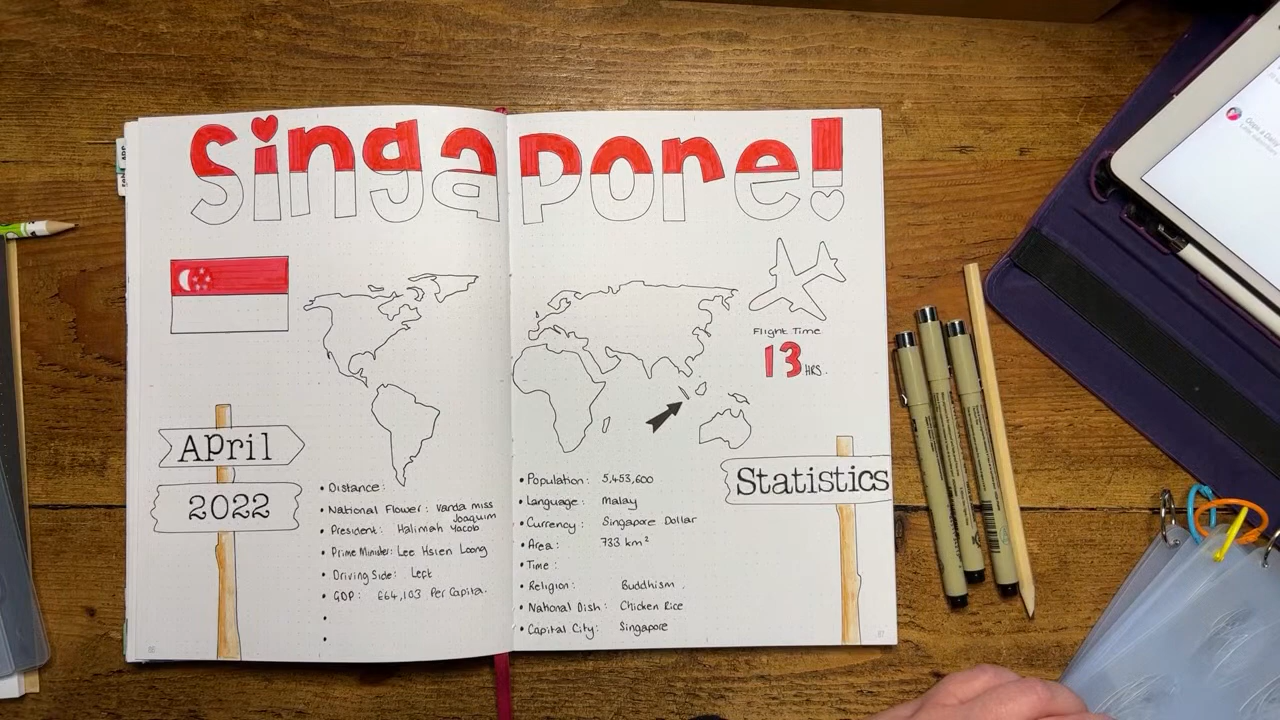 Singapore!
Flight Time
13 HRS.
April
2022
• Distance:
• National Flower: Vanda miss
Joaquim
• President: Halimah Yacob
• Prime Minister: Lee Hsien Loong
• Driving Side: Left
• GDP: £64,103 Per Capita.
• Population: 5,453,600
• Language: malay
• Currency: Singapore Dollar
• Area: 733 km²
• Time:
• Religion: Buddhism.
• National Dish: Chicken Rice
• Capital City: Singapore
Statistics
87